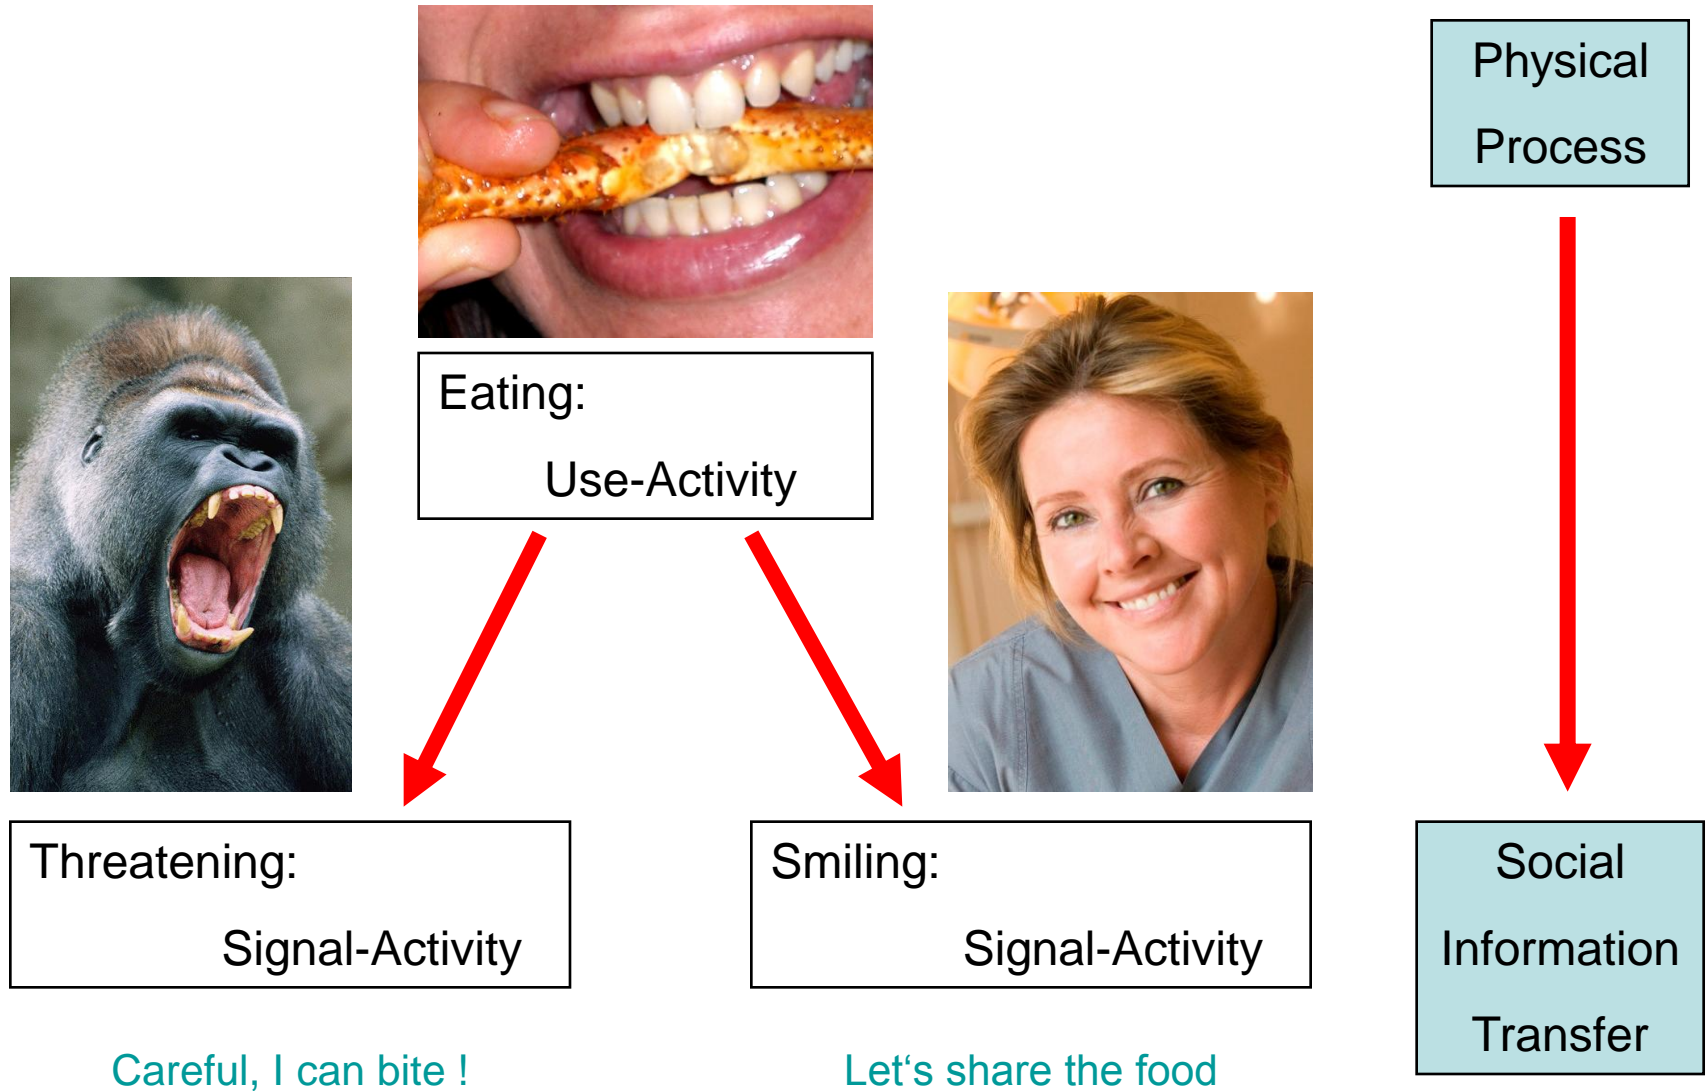 Physical
Process
Eating:
Use-Activity
Threatening:
Signal-Activity
Careful, I can bite !
Smiling:
Signal-Activity
Let‘s share the food
Social
Information
Transfer